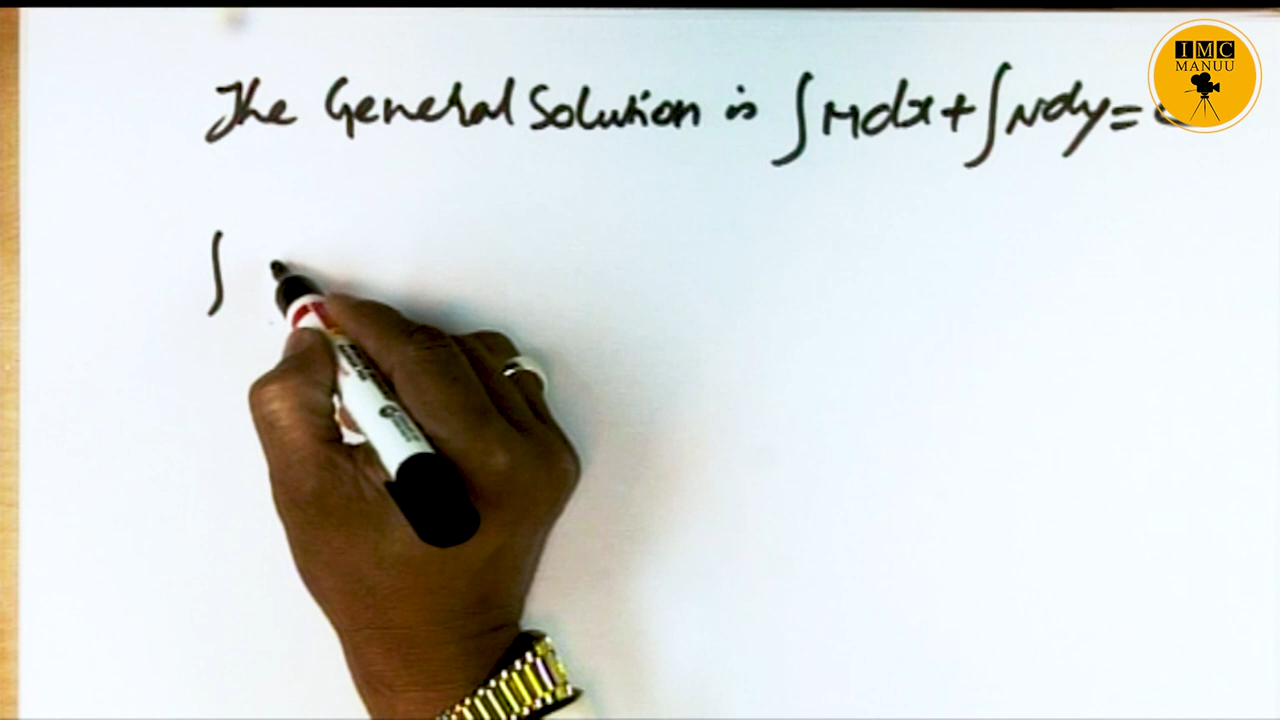 The General Solution is ∫Mdx+∫Ndy=
∫
IMC
MANUU